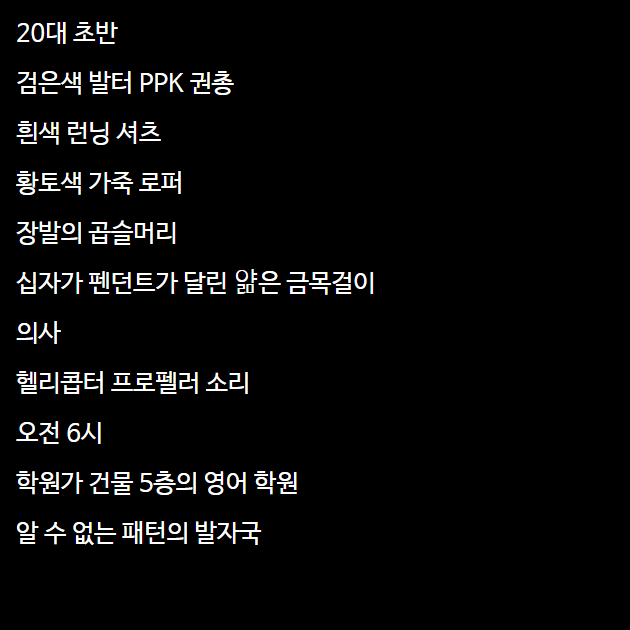 20대 초반
검은색 발터 PPK 권총
흰색 런닝 셔츠
황토색 가죽 로퍼
장발의 곱슬머리
십자가 펜던트가 달린 앏은 금목걸이
의사
헬리콥터 프로펠러 소리
오전 6시
학원가 건물 5층의 영어 학원
알 수 없는 패턴의 발자국